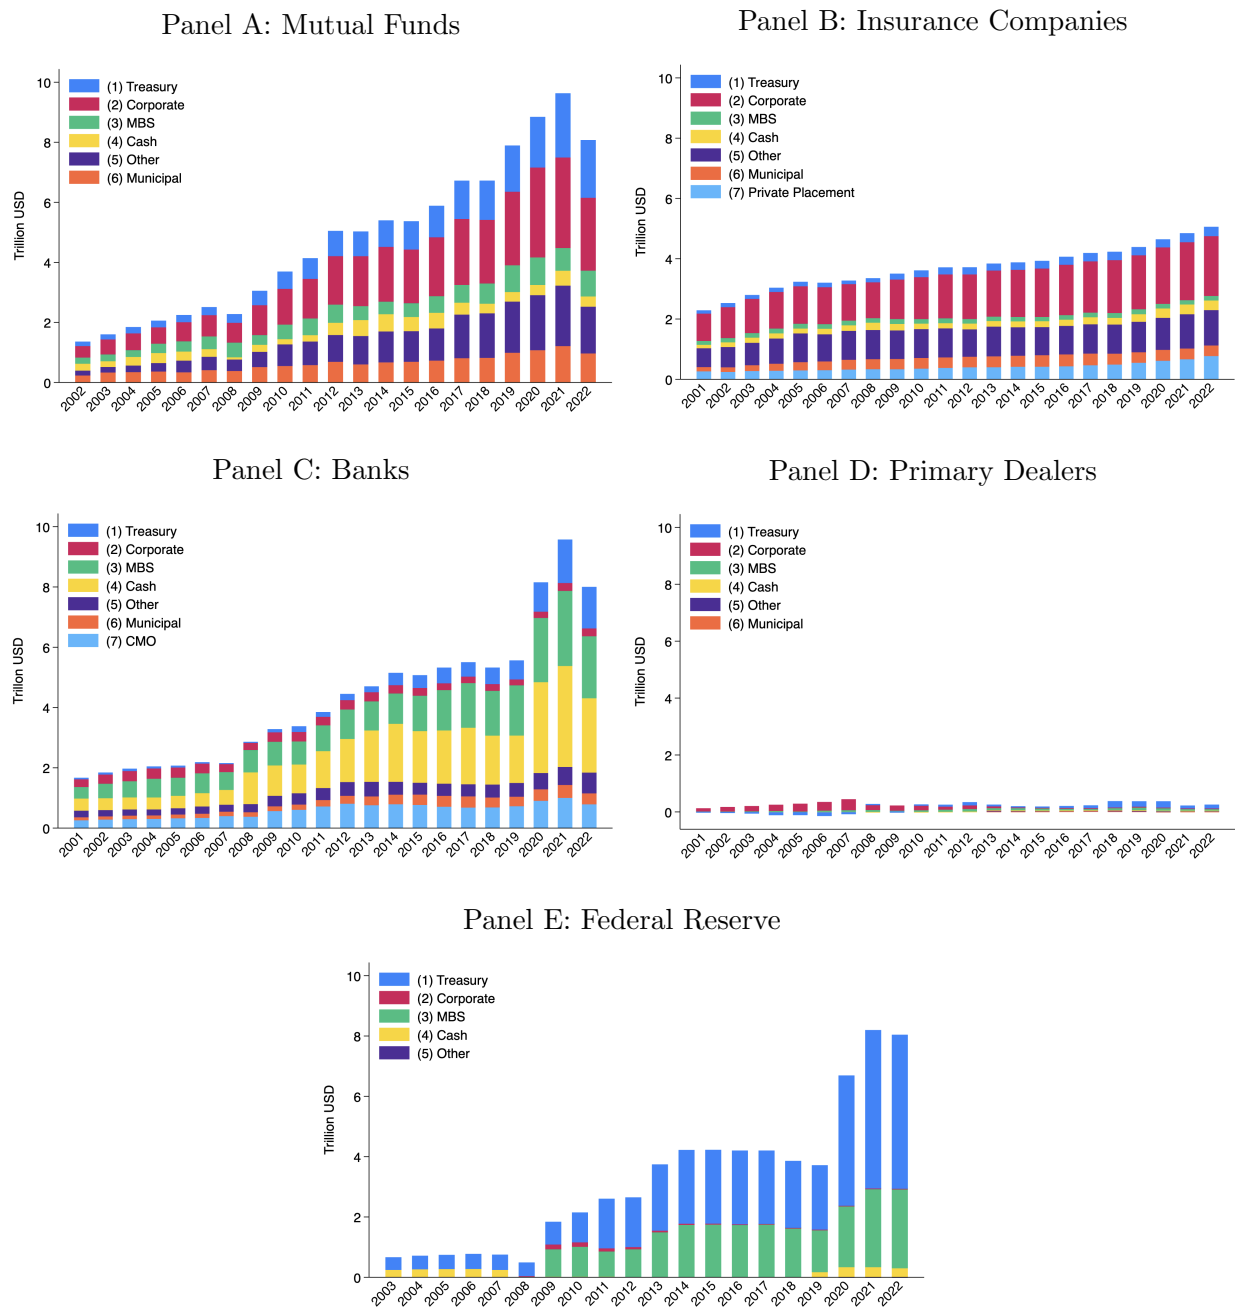 Panel A: Mutual Funds
Trillion USD
10
8
6
4
2
0
(1) Treasury
(2) Corporate
(3) MBS
(4) Cash
(5) Other
(6) Municipal
2002 2003 2004 2005 2006 2007 2008 2009 2010 2011 2012 2013 2014 2015 2016 2017 2018 2019 2020 2021 2022
Panel B: Insurance Companies
Trillion USD
10
8
6
4
2
0
(1) Treasury
(2) Corporate
(3) MBS
(4) Cash
(5) Other
(6) Municipal
(7) Private Placement
2001 2002 2003 2004 2005 2006 2007 2008 2009 2010 2011 2012 2013 2014 2015 2016 2017 2018 2019 2020 2021 2022
Panel C: Banks
Trillon USD
10
8
6
4
2
0
(1) Treasury
(2) Corporate
(3) MBS
(4) Cash
(5) Other
(6) Municipal
(7) CMO
2001 2002 2003 2004 2005 2006 2007 2008 2009 2010 2011 2012 2013 2014 2015 2016 2017 2018 2019 2020 2021 2022
Panel D: Primary Dealers
Trillion USD
10
8
6
4
2
0
(1) Treasury
(2) Corporate
(3) MBS
(4) Cash
(5) Other
(6) Municipal
2001 2002 2003 2004 2005 2006 2007 2008 2009 2010 2011 2012 2013 2014 2015 2016 2017 2018 2019 2020 2021 2022
Panel E: Federal Reserve
Trillion USD
10
8
6
4
2
0
(1) Treasury
(2) Corporate
(3) MBS
(4) Cash
(5) Other
2003 2004 2005 2006 2007 2008 2009 2010 2011 2012 2013 2014 2015 2016 2017 2018 2019 2020 2021 2022